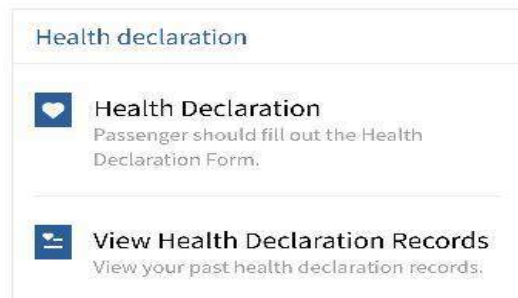 Health declaration
Health Declaration
Passenger should fill out the Health
Declaration Form.
View Health Declaration Records
View your past health declaration records.